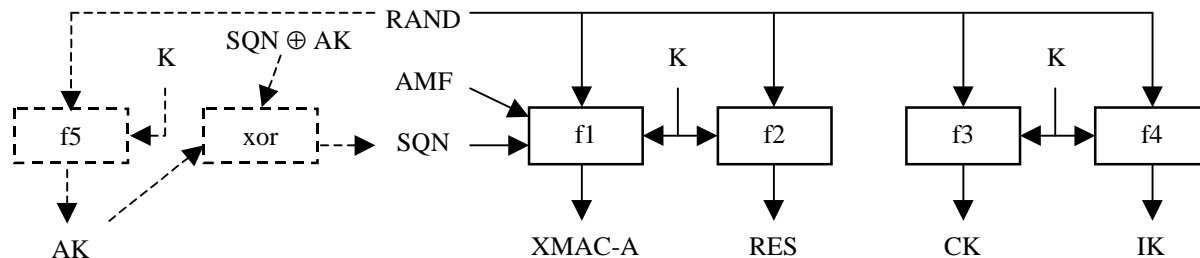 RAND
SQN ⊕ AK
K
K
K
AMF
f5
xor
SQN
f1
f2
f3
f4
AK
XMAC-A
RES
CK
IK